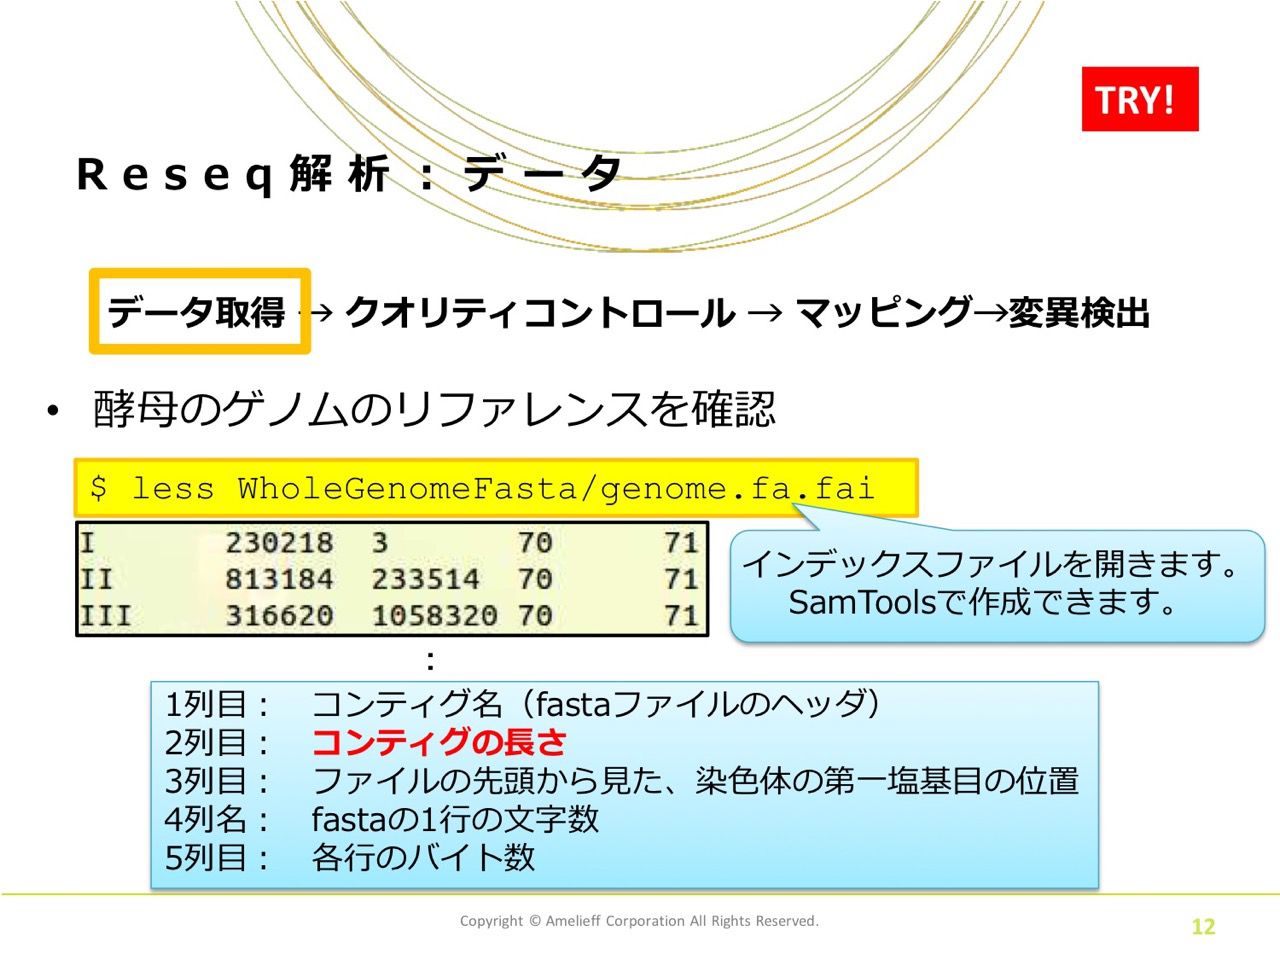 TRY!
Reseq解析：データ
データ取得 → クオリティコントロール → マッピング→変異検出
• 酵母のゲノムのリファレンスを確認
$ less WholeGenomeFasta/genome.fa.fai
I 230218 3 70 71
II 813184 233514 70 71
III 316620 1058320 70 71
：
インデックスファイルを開きます。
SamToolsで作成できます。
1列目： コンティグ名（fastaファイルのヘッダ）
2列目： コンティグの長さ
3列目： ファイルの先頭から見た、染色体の第一塩基目の位置
4列名： fastaの1行の文字数
5列目： 各行のバイト数
Copyright © Amelieff Corporation All Rights Reserved.
12